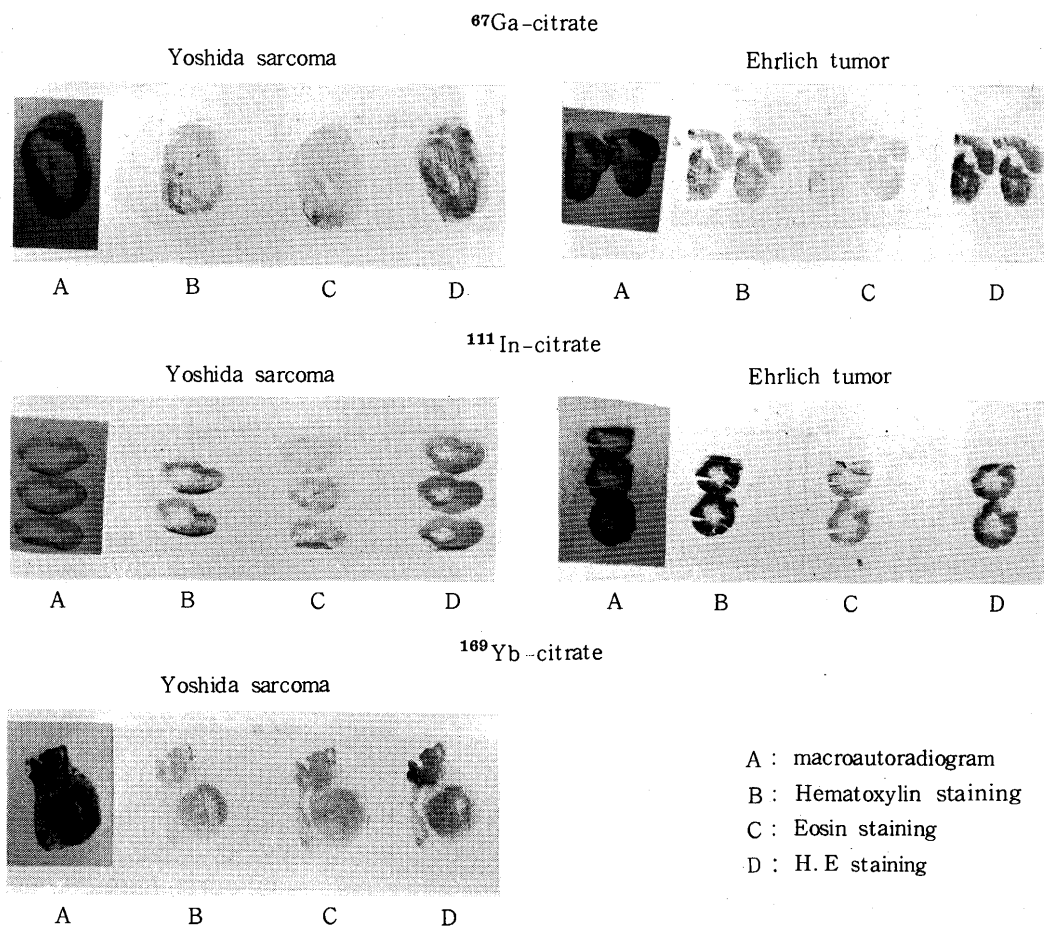 ⁶⁷Ga-citrate
Yoshida sarcoma
Ehrlich tumor
A B C D
A B C D
¹¹¹In-citrate
Yoshida sarcoma
Ehrlich tumor
A B C D
A B C D
¹⁶⁹Yb-citrate
Yoshida sarcoma
A B C D
A : macroautoradiogram
B : Hematoxylin staining
C : Eosin staining
D : H.E staining